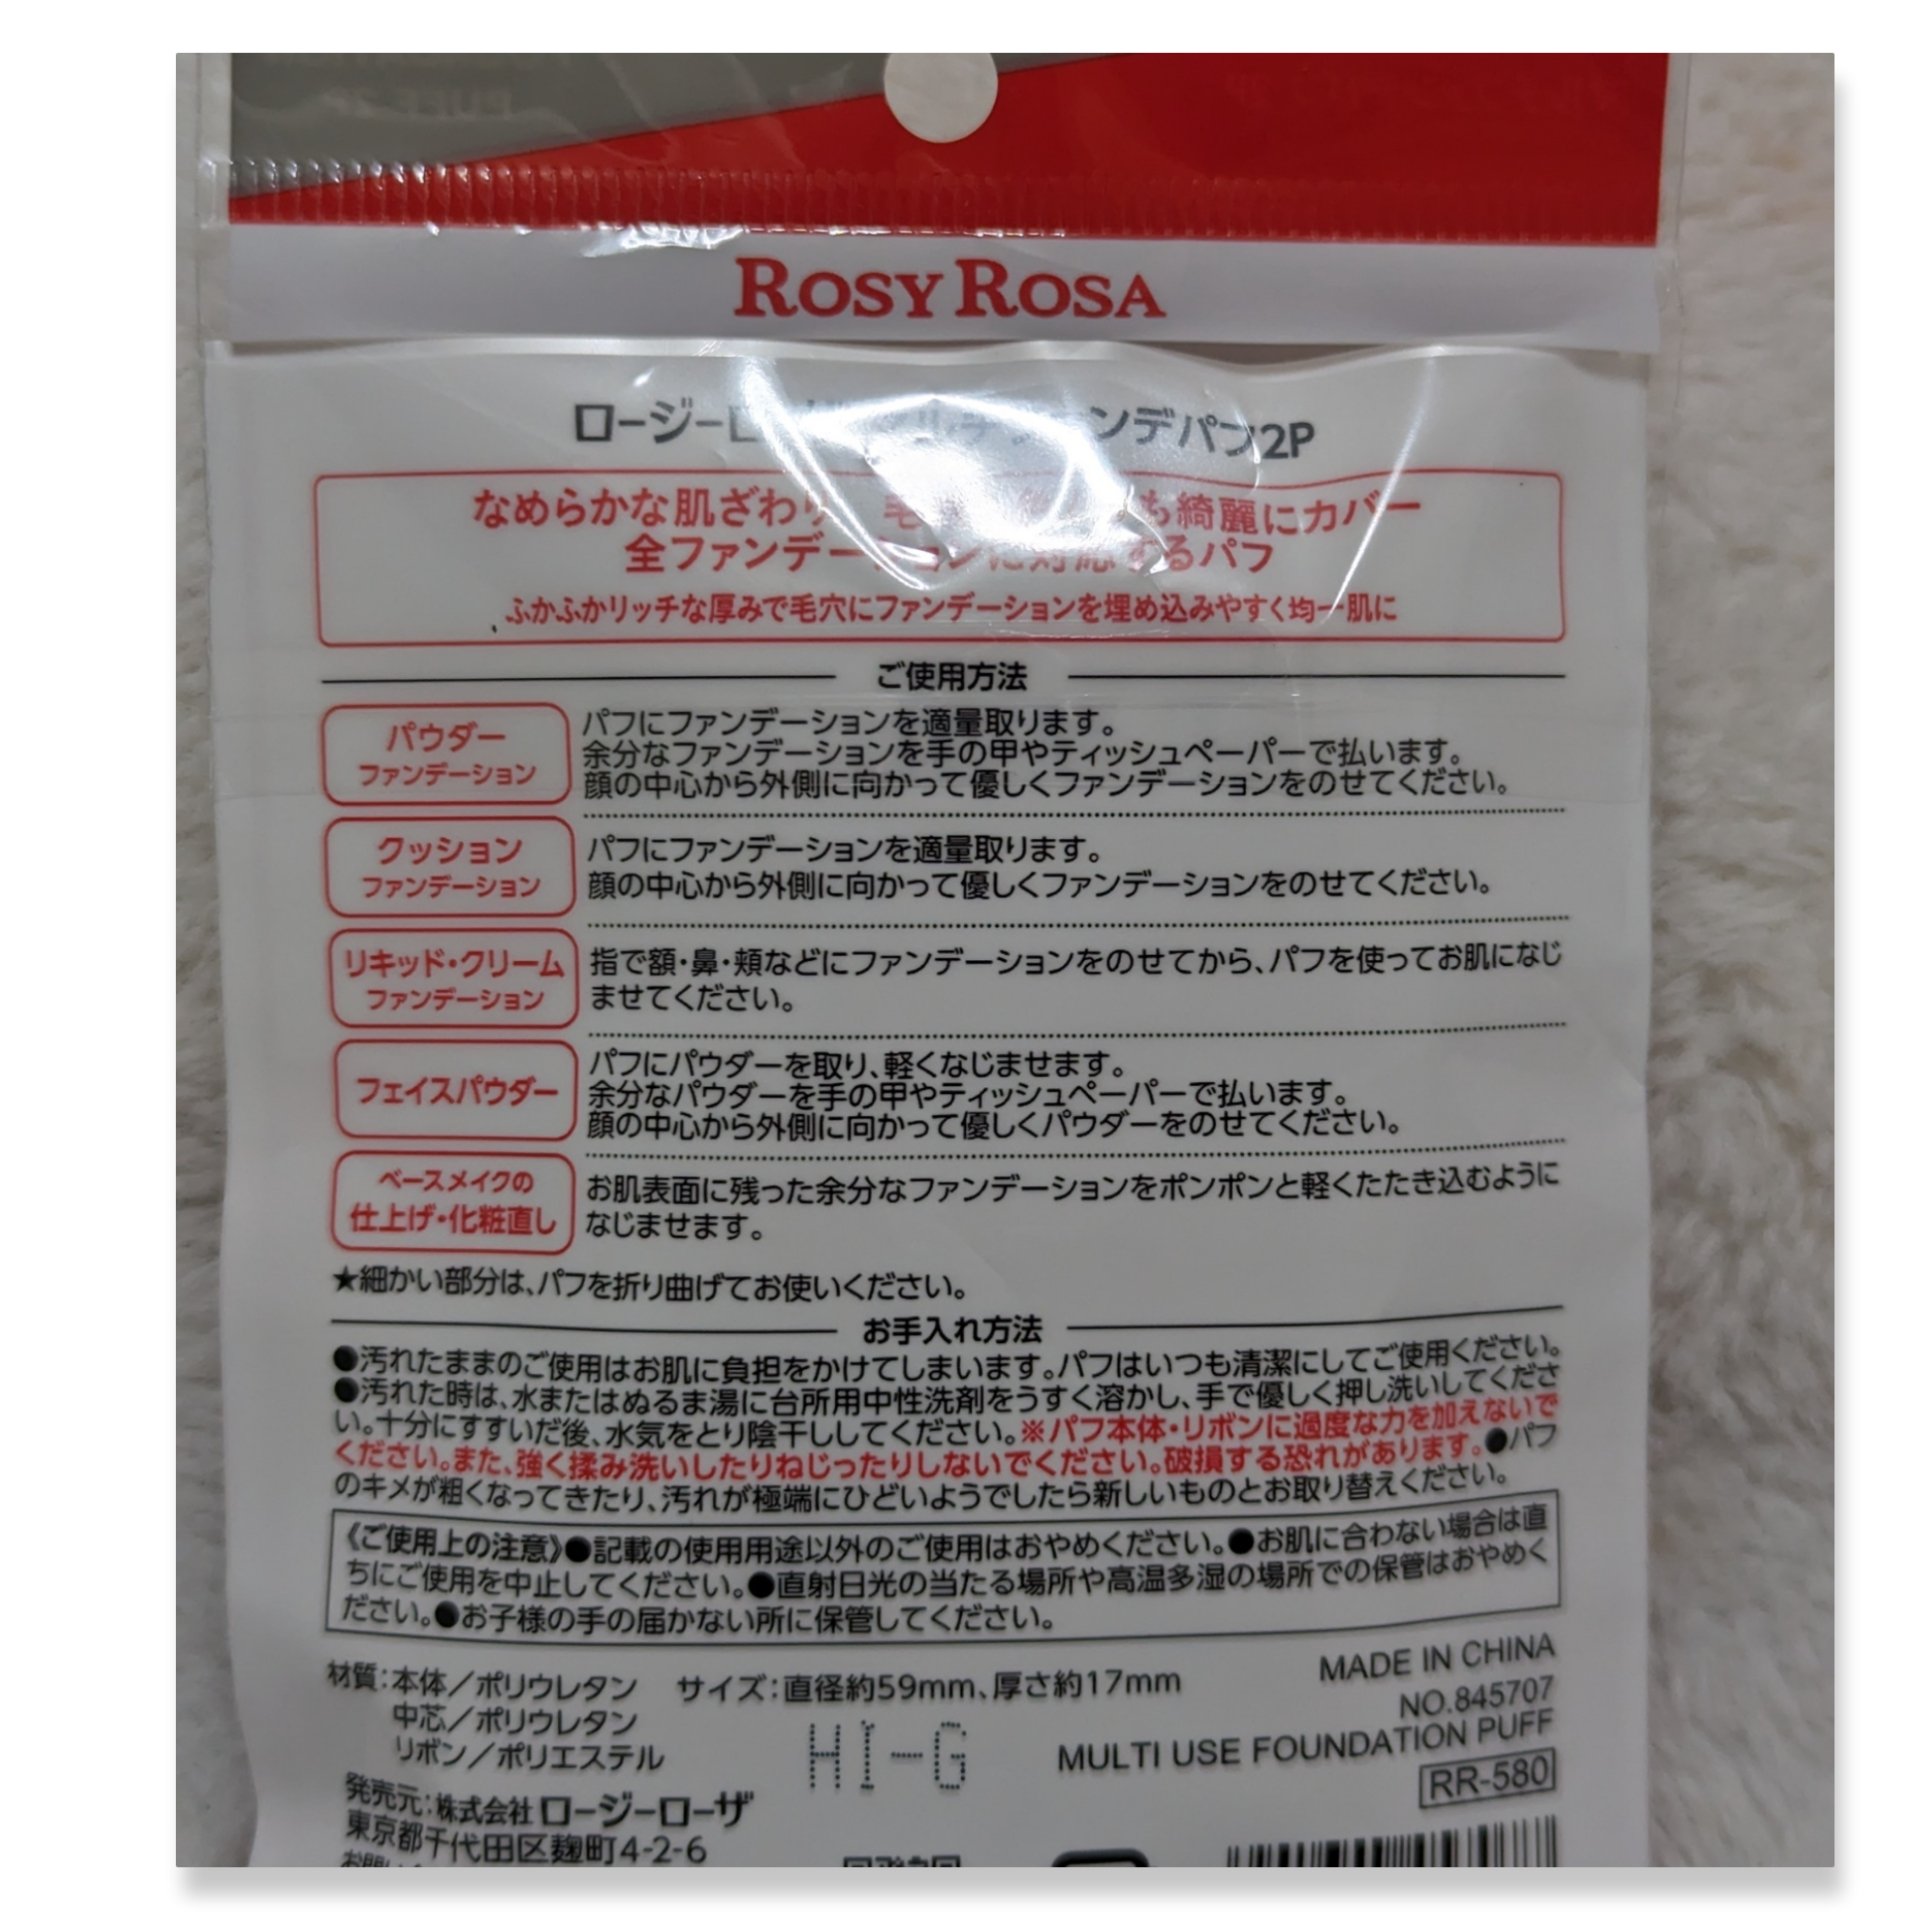 ROSY ROSA
ロージーロ ンデパフ2P
なめらかな肌ざわり も綺麗にカバー
全ファンデーションに対応するパフ
ふかふかリッチな厚みで毛穴にファンデーションを埋め込みやすく均一肌に
ご使用方法
パウダー
ファンデーション
パフにファンデーションを適量取ります。
余分なファンデーションを手の甲やティッシュペーパーで払います。
顔の中心から外側に向かって優しくファンデーションをのせてください。
クッション
ファンデーション
パフにファンデーションを適量取ります。
顔の中心から外側に向かって優しくファンデーションをのせてください。
リキッド・クリーム
ファンデーション
指で額・鼻・頬などにファンデーションをのせてから、パフを使ってお肌になじ
ませてください。
フェイスパウダー
パフにパウダーを取り、軽くなじませます。
余分なパウダーを手の甲やティッシュペーパーで払います。
顔の中心から外側に向かって優しくパウダーをのせてください。
ベースメイクの
仕上げ・化粧直し
お肌表面に残った余分なファンデーションをポンポンと軽くたたき込むように
なじませます。
★細かい部分は、パフを折り曲げてお使いください。
お手入れ方法
●汚れたままのご使用はお肌に負担をかけてしまいます。パフはいつも清潔にしてご使用ください。
●汚れた時は、水またはぬるま湯に台所用中性洗剤をうすく溶かし、手で優しく押し洗いしてくださ
い。十分にすすいだ後、水気をとり陰干ししてください。※パフ本体・リボンに過度な力を加えないで
ください。また、強く揉み洗いしたりねじったりしないでください。破損する恐れがあります。●パフ
のキメが粗くなってきたり、汚れが極端にひどいようでしたら新しいものとお取り替えください。
《ご使用上の注意》●記載の使用用途以外のご使用はおやめください。●お肌に合わない場合は直
ちにご使用を中止してください。●直射日光の当たる場所や高温多湿の場所での保管はおやめく
ださい。●お子様の手の届かない所に保管してください。
材質：本体／ポリウレタン サイズ：直径約59mm、厚さ約17mm
中芯／ポリウレタン
リボン／ポリエステル
HI-G
MADE IN CHINA
NO.845707
MULTI USE FOUNDATION PUFF
RR-580
発売元：株式会社ロージーローザ
東京都千代田区麹町4-2-6